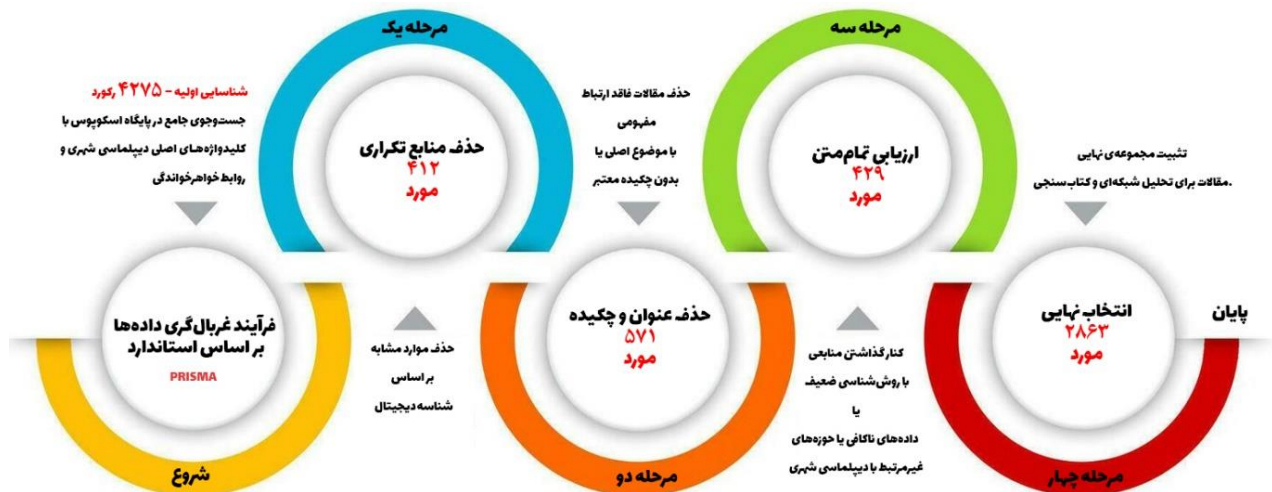 شناسایی اولیه - ۴۲۷۵ رکورد
جست‌وجوی جامع در پایگاه اسکوپوس با
کلیدواژه‌های اصلی دیپلماسی شهری و
روابط خواهرخواندگی
فرآیند غربال‌گری داده‌ها
بر اساس استاندارد
PRISMA
شروع
مرحله یک
حذف منابع تکراری
۴۱۲
مورد
حذف موارد مشابه
بر اساس
شناسه دیجیتال
حذف مقالات فاقد ارتباط
مفهومی
با موضوع اصلی یا
بدون چکیده معتبر
حذف عنوان و چکیده
۵۷۱
مورد
مرحله دو
مرحله سه
ارزیابی تمام‌متن
۴۲۹
مورد
کنار گذاشتن منابعی
با روش‌شناسی ضعیف
یا
داده‌های ناکافی یا حوزه‌های
غیرمرتبط با دیپلماسی شهری
تثبیت مجموعه‌ی نهایی
مقالات برای تحلیل شبکه‌ای و کتاب‌سنجی.
انتخاب نهایی
۲۸۶۳
مورد
مرحله چهار
پایان